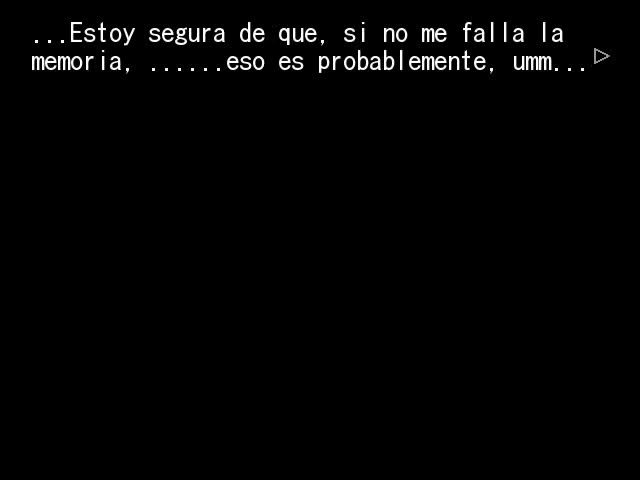 ...Estoy segura de que, si no me falla la
memoria, ......eso es probablemente, umm...